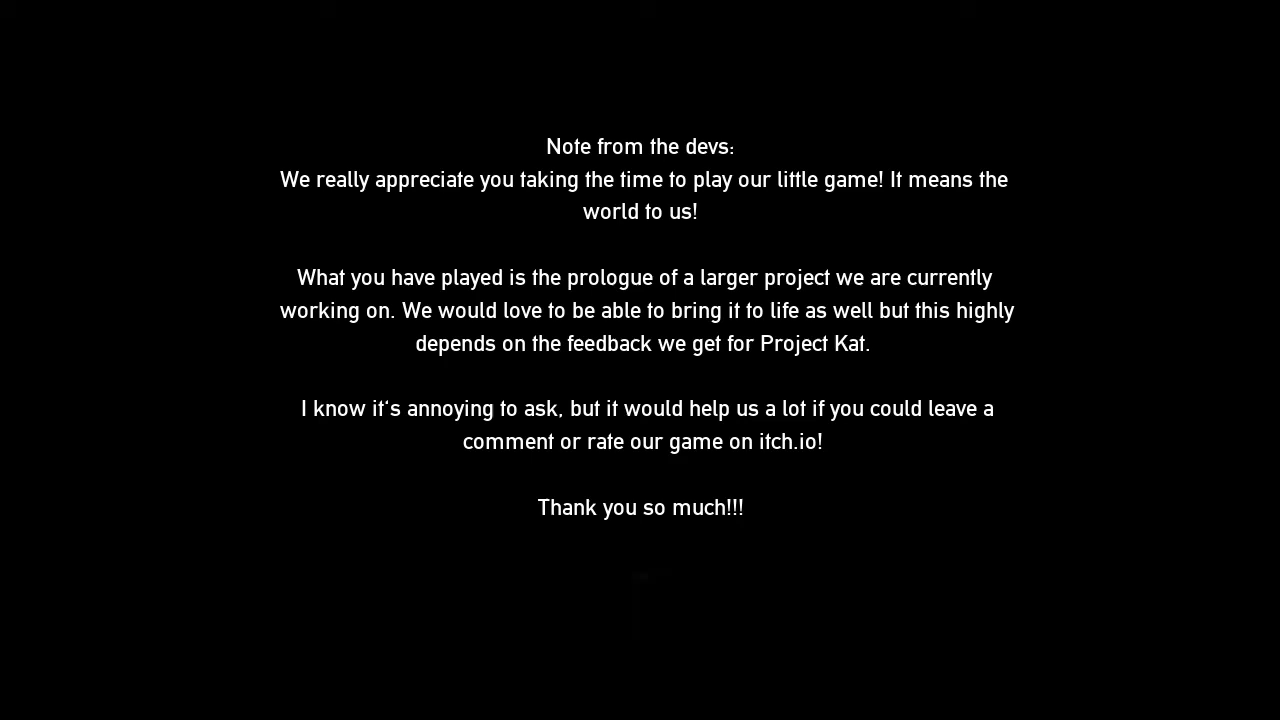 Note from the devs:
We really appreciate you taking the time to play our little game! It means the
world to us!
What you have played is the prologue of a larger project we are currently
working on. We would love to be able to bring it to life as well but this highly
depends on the feedback we get for Project Kat.
I know it's annoying to ask, but it would help us a lot if you could leave a
comment or rate our game on itch.io!
Thank you so much!!!